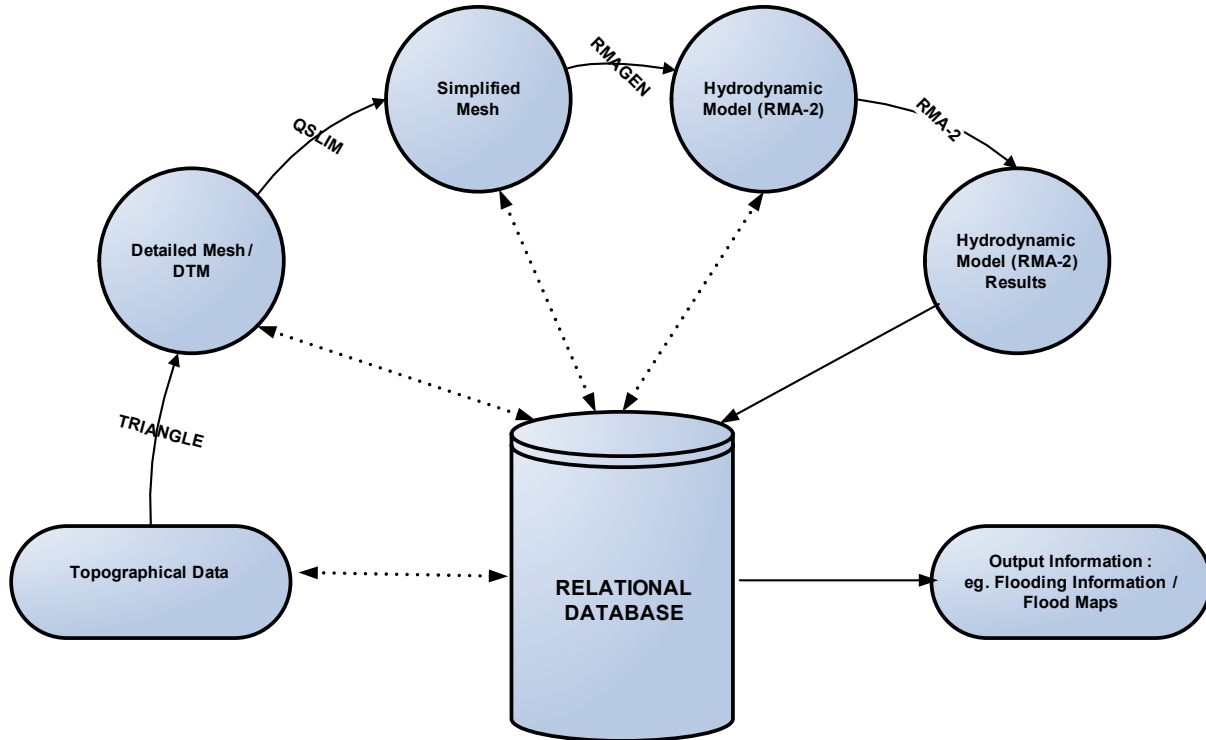 Simplified
Mesh
RMAGEN
Hydrodynamic
Model (RMA-2)
RMA-2
QSLIM
Detailed Mesh /
DTM
Hydrodynamic
Model (RMA-2)
Results
TRIANGLE
Topographical Data
RELATIONAL
DATABASE
Output Information :
eg. Flooding Information /
Flood Maps